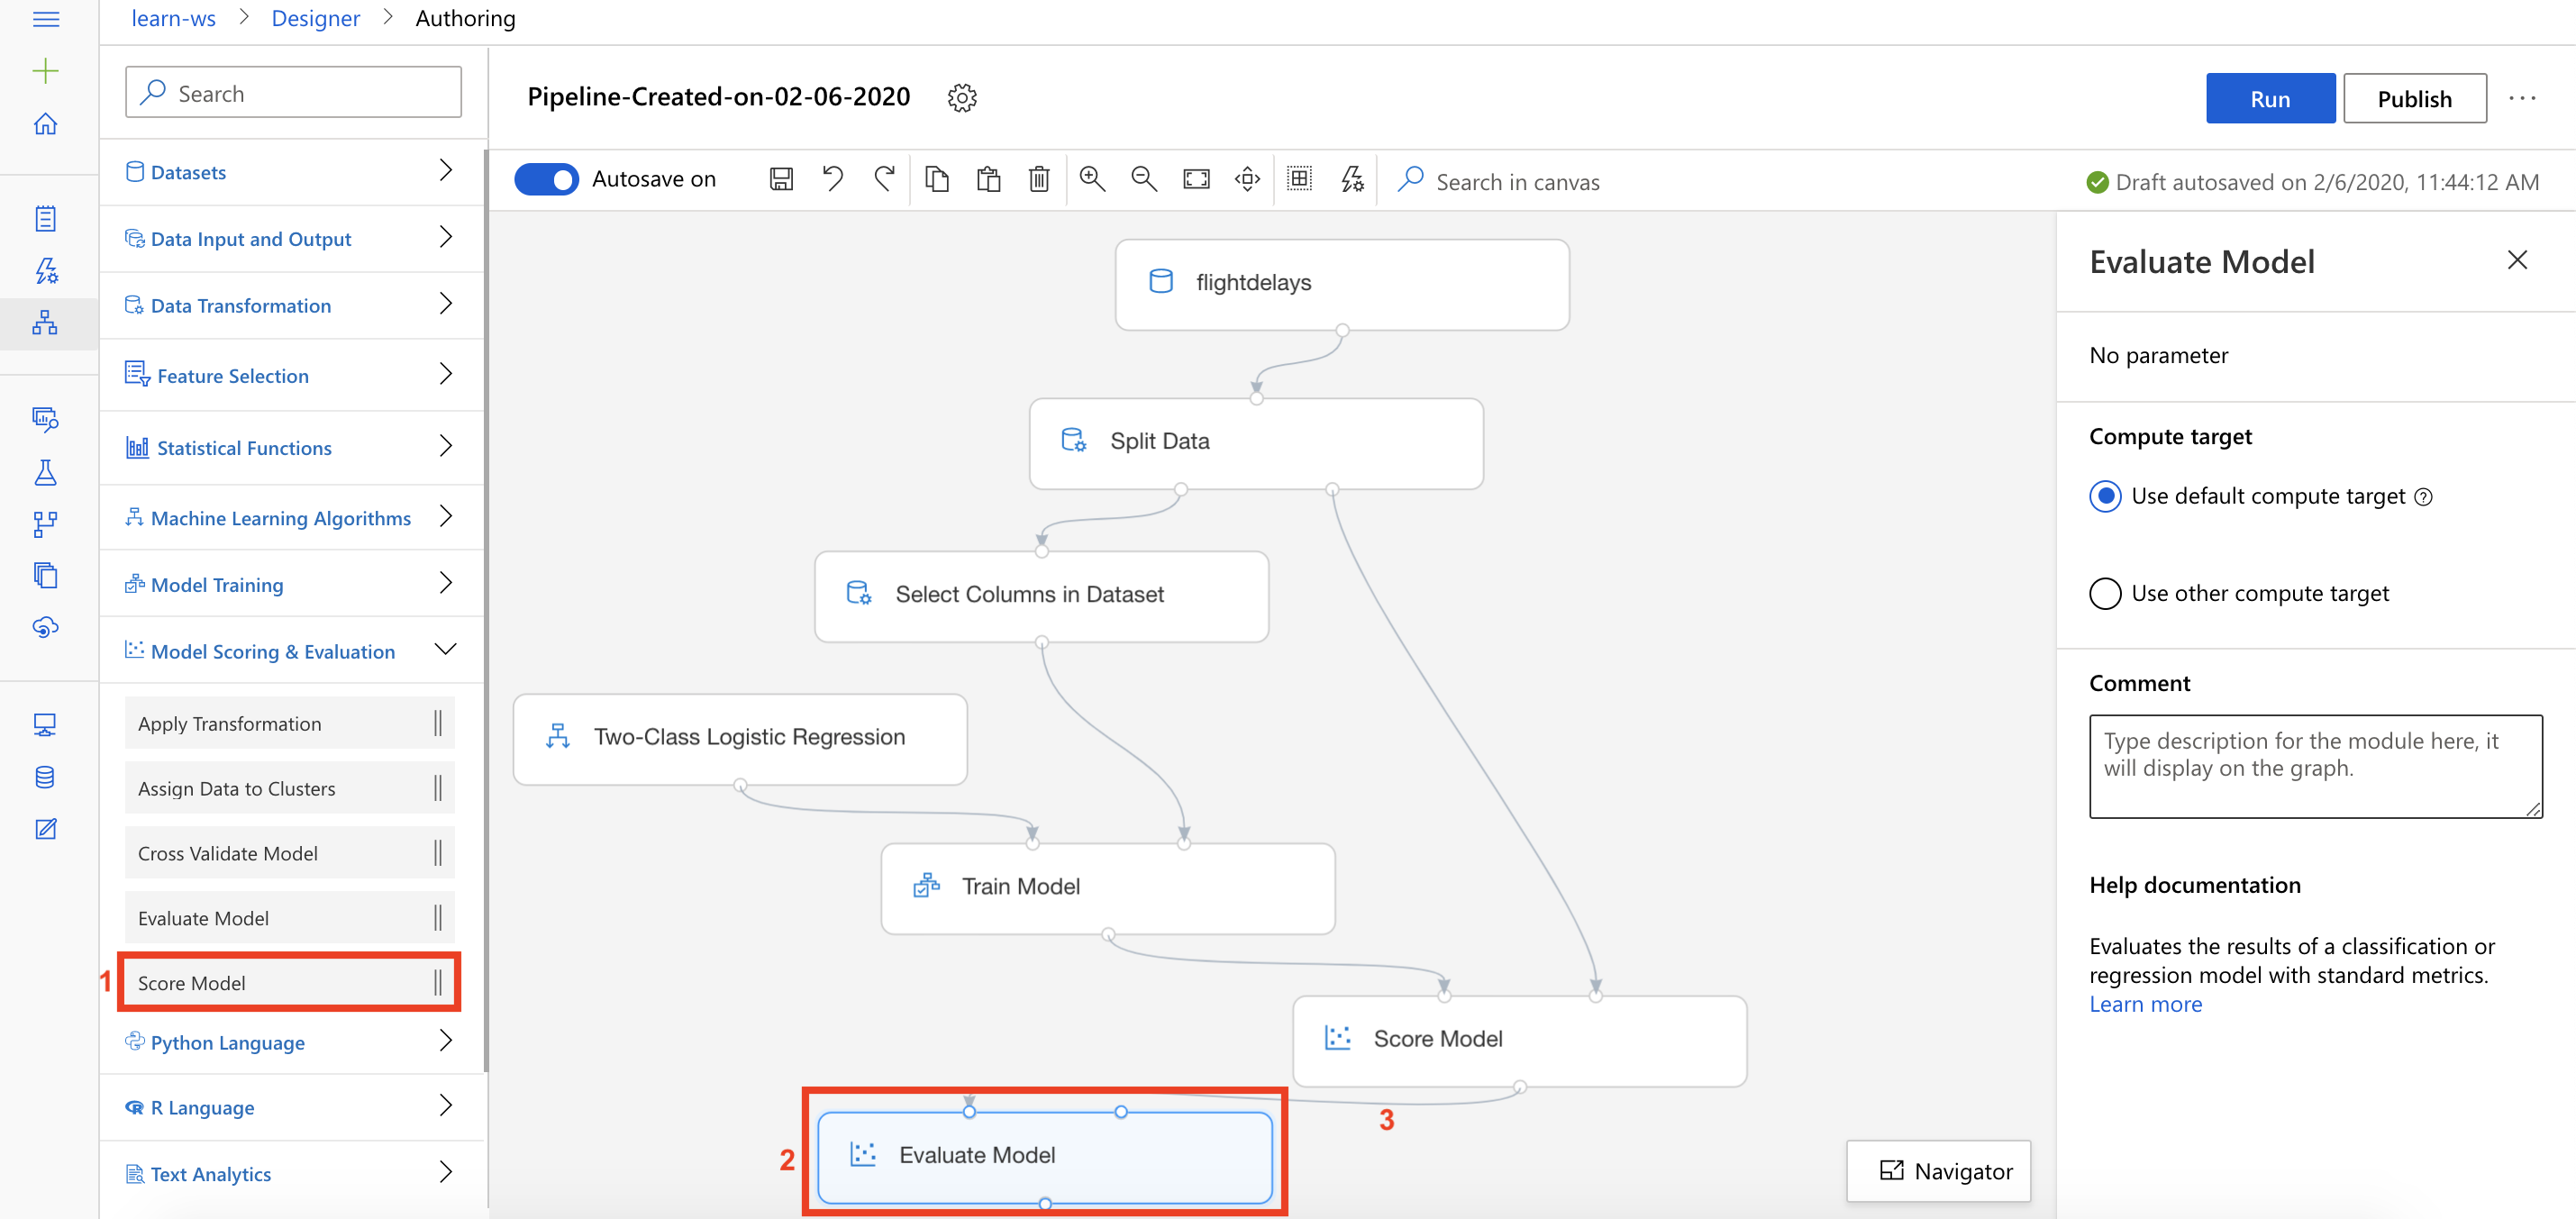 learn-ws > Designer > Authoring
Search
Pipeline-Created-on-02-06-2020
Run
Publish
Autosave on
Search in canvas
Draft autosaved on 2/6/2020, 11:44:12 AM
Datasets
Data Input and Output
Data Transformation
Feature Selection
Statistical Functions
Machine Learning Algorithms
Model Training
Model Scoring & Evaluation
Apply Transformation
Assign Data to Clusters
Cross Validate Model
Evaluate Model
1
Score Model
Python Language
R Language
Text Analytics
flightdelays
Split Data
Select Columns in Dataset
Two-Class Logistic Regression
Train Model
Score Model
3
2
Evaluate Model
Navigator
Evaluate Model
No parameter
Compute target
Use default compute target
Use other compute target
Comment
Type description for the module here, it
will display on the graph.
Help documentation
Evaluates the results of a classification or
regression model with standard metrics.
Learn more